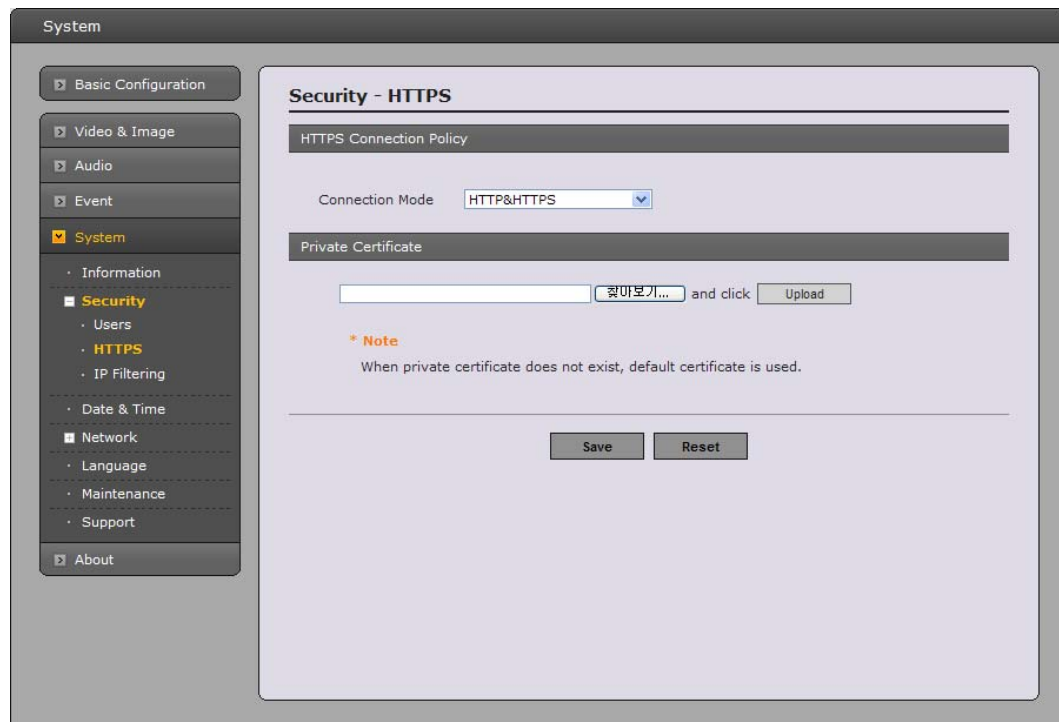 System
Basic Configuration
Video & Image
Audio
Event
System
· Information
Security
· Users
· HTTPS
· IP Filtering
· Date & Time
Network
· Language
· Maintenance
· Support
About
Security - HTTPS
HTTPS Connection Policy
Connection Mode HTTP&HTTPS
Private Certificate
찾아보기... and click Upload
* Note
When private certificate does not exist, default certificate is used.
Save Reset